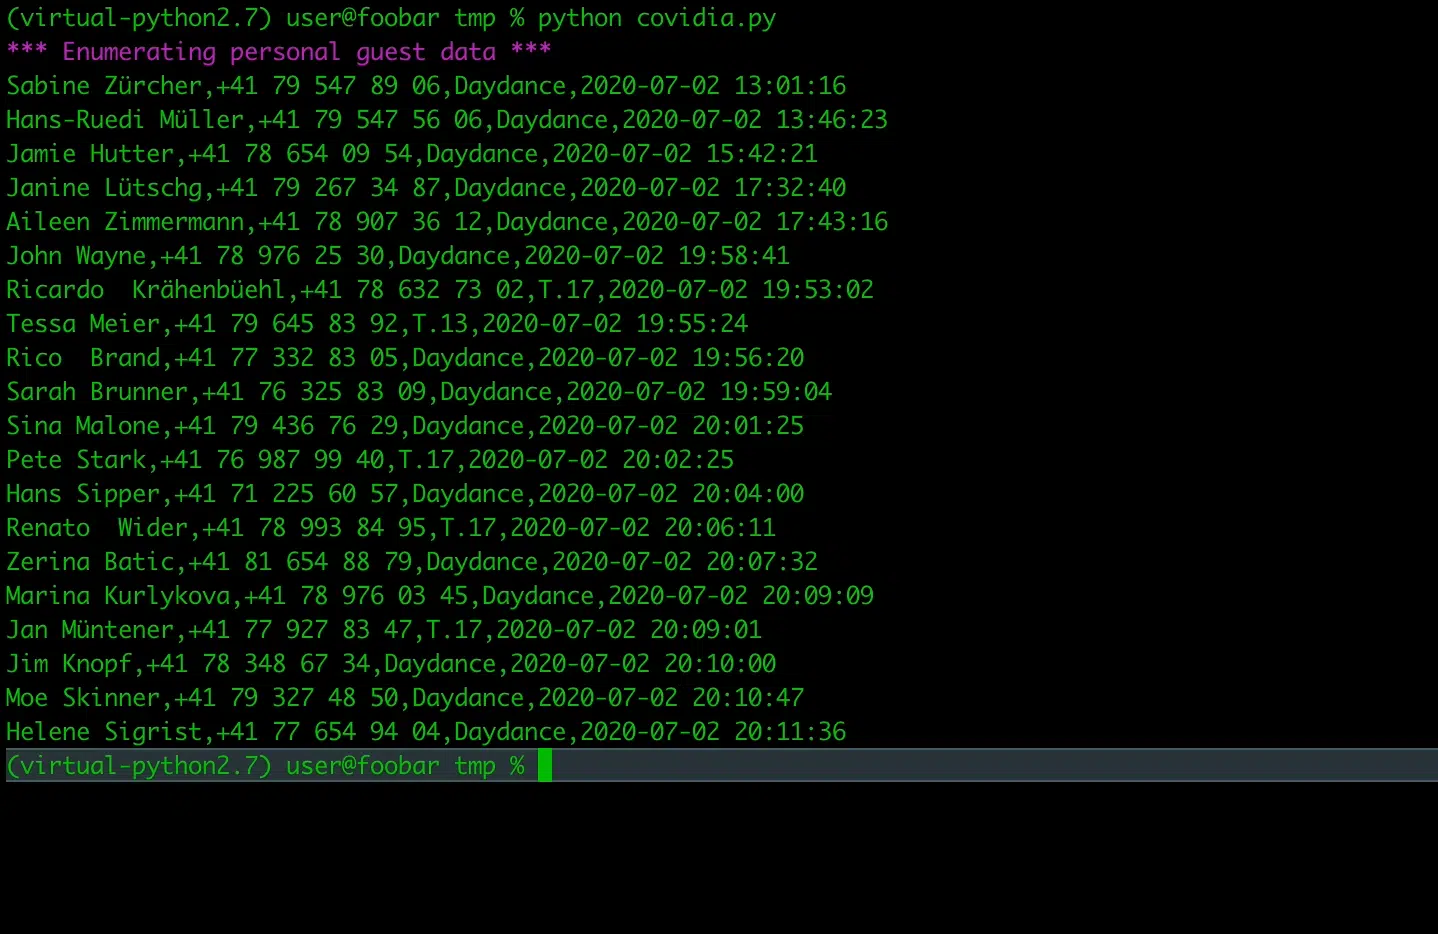 (virtual-python2.7) user@foobar tmp % python covidia.py
*** Enumerating personal guest data ***
Sabine Zürcher,+41 79 547 89 06,Daydance,2020-07-02 13:01:16
Hans-Ruedi Müller,+41 79 547 56 06,Daydance,2020-07-02 13:46:23
Jamie Hutter,+41 78 654 09 54,Daydance,2020-07-02 15:42:21
Janine Lütschg,+41 79 267 34 87,Daydance,2020-07-02 17:32:40
Aileen Zimmermann,+41 78 907 36 12,Daydance,2020-07-02 17:43:16
John Wayne,+41 78 976 25 30,Daydance,2020-07-02 19:58:41
Ricardo  Krähenbüehl,+41 78 632 73 02,T.17,2020-07-02 19:53:02
Tessa Meier,+41 79 645 83 92,T.13,2020-07-02 19:55:24
Rico  Brand,+41 77 332 83 05,Daydance,2020-07-02 19:56:20
Sarah Brunner,+41 76 325 83 09,Daydance,2020-07-02 19:59:04
Sina Malone,+41 79 436 76 29,Daydance,2020-07-02 20:01:25
Pete Stark,+41 76 987 99 40,T.17,2020-07-02 20:02:25
Hans Sipper,+41 71 225 60 57,Daydance,2020-07-02 20:04:00
Renato  Wider,+41 78 993 84 95,T.17,2020-07-02 20:06:11
Zerina Batic,+41 81 654 88 79,Daydance,2020-07-02 20:07:32
Marina Kurlykova,+41 78 976 03 45,Daydance,2020-07-02 20:09:09
Jan Müntener,+41 77 927 83 47,T.17,2020-07-02 20:09:01
Jim Knopf,+41 78 348 67 34,Daydance,2020-07-02 20:10:00
Moe Skinner,+41 79 327 48 50,Daydance,2020-07-02 20:10:47
Helene Sigrist,+41 77 654 94 04,Daydance,2020-07-02 20:11:36
(virtual-python2.7) user@foobar tmp %